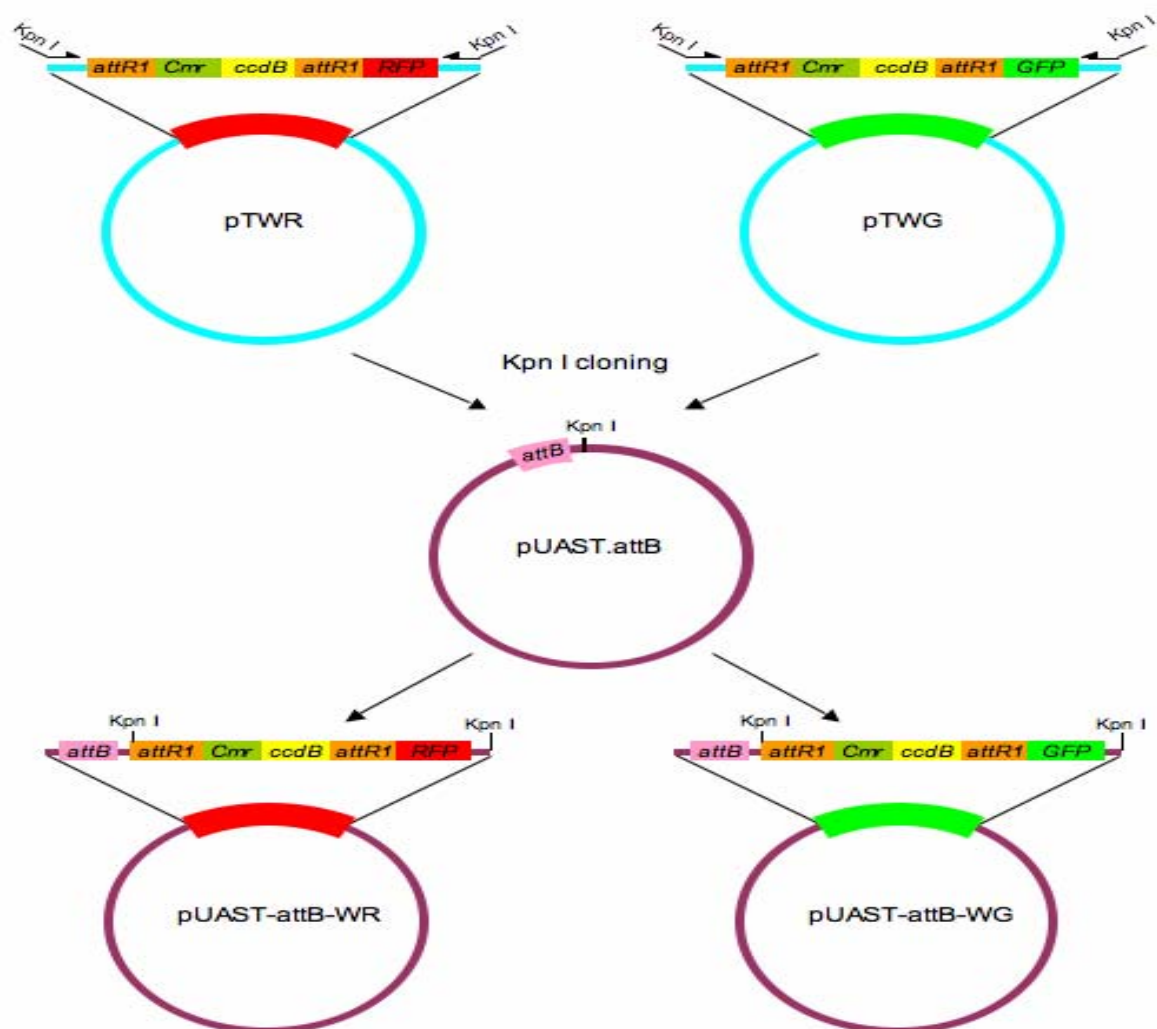 Kpn I Kpn I Kpn I Kpn I
attR1 Cmr ccdB attR1 RFP attR1 Cmr ccdB attR1 GFP
pTWR pTWG
Kpn I cloning
Kpn I
attB
pUAST.attB
Kpn I Kpn I Kpn I Kpn I
attB attR1 Cmr ccdB attR1 RFP attB attR1 Cmr ccdB attR1 GFP
pUAST-attB-WR pUAST-attB-WG